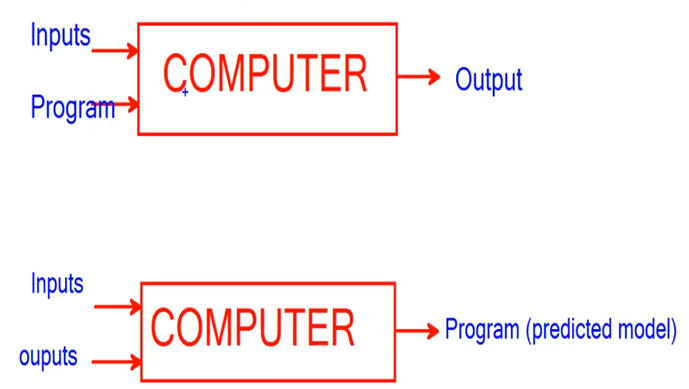 Inputs
COMPUTER
Output
Program
Inputs
COMPUTER
Program (predicted model)
ouputs